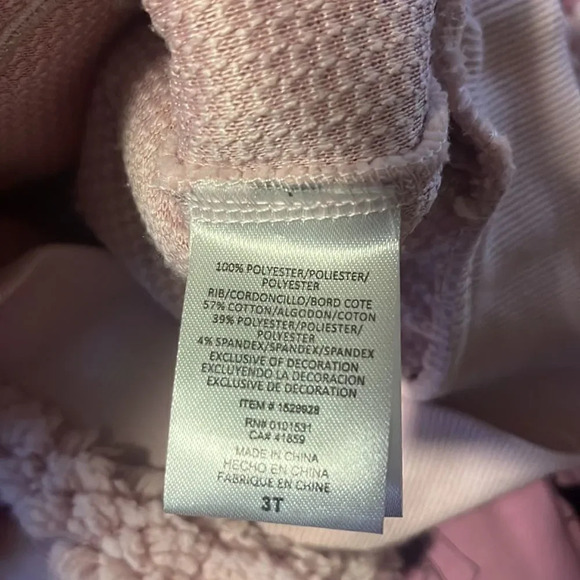 100% POLYESTER/POLIESTER/
POLYESTER
RIB/CORDONCILLO/BORD COTE
57% COTTON/ALGODON/COTON
39% POLYESTER/POLIESTER/
POLYESTER
4% SPANDEX/SPANDEX/SPANDEX
EXCLUSIVE OF DECORATION
EXCLUYENDO LA DECORACION
EXCLUSIVE DE DECORATION
ITEM # 1629928
RN# 0101531
CA# 41859
MADE IN CHINA
HECHO EN CHINA
FABRIQUE EN CHINE
3T